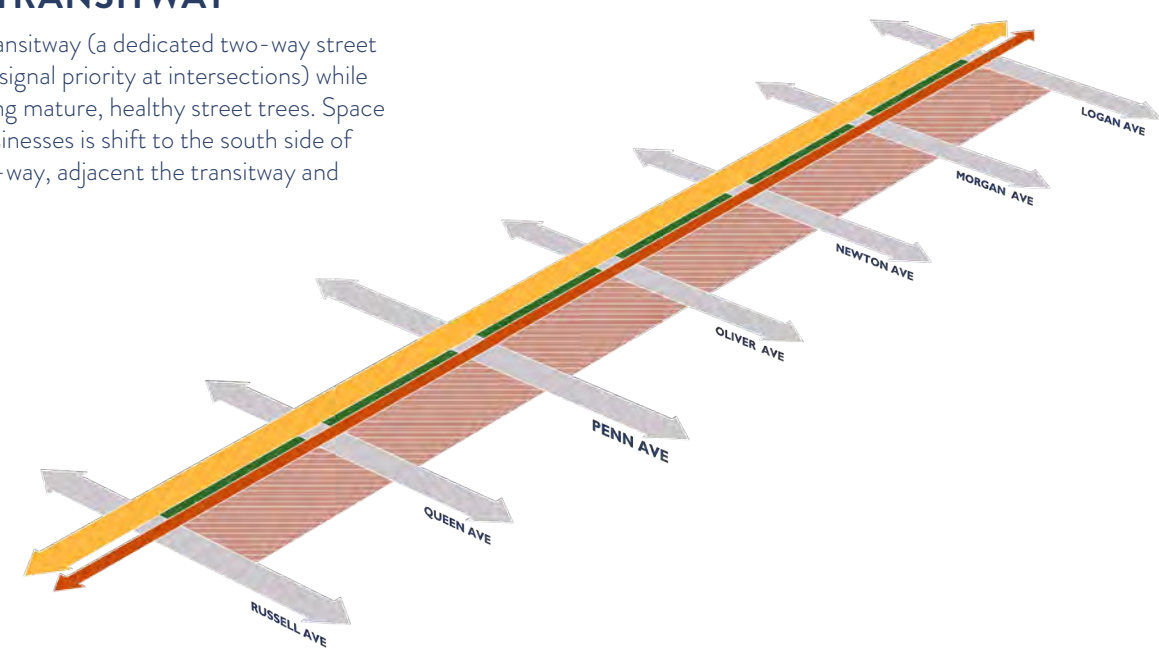 TRANSITWAY
ansitway (a dedicated two-way street
signal priority at intersections) while
ng mature, healthy street trees. Space
inesses is shift to the south side of
-way, adjacent the transitway and
LOGAN AVE
MORGAN AVE
NEWTON AVE
OLIVER AVE
PENN AVE
QUEEN AVE
RUSSELL AVE